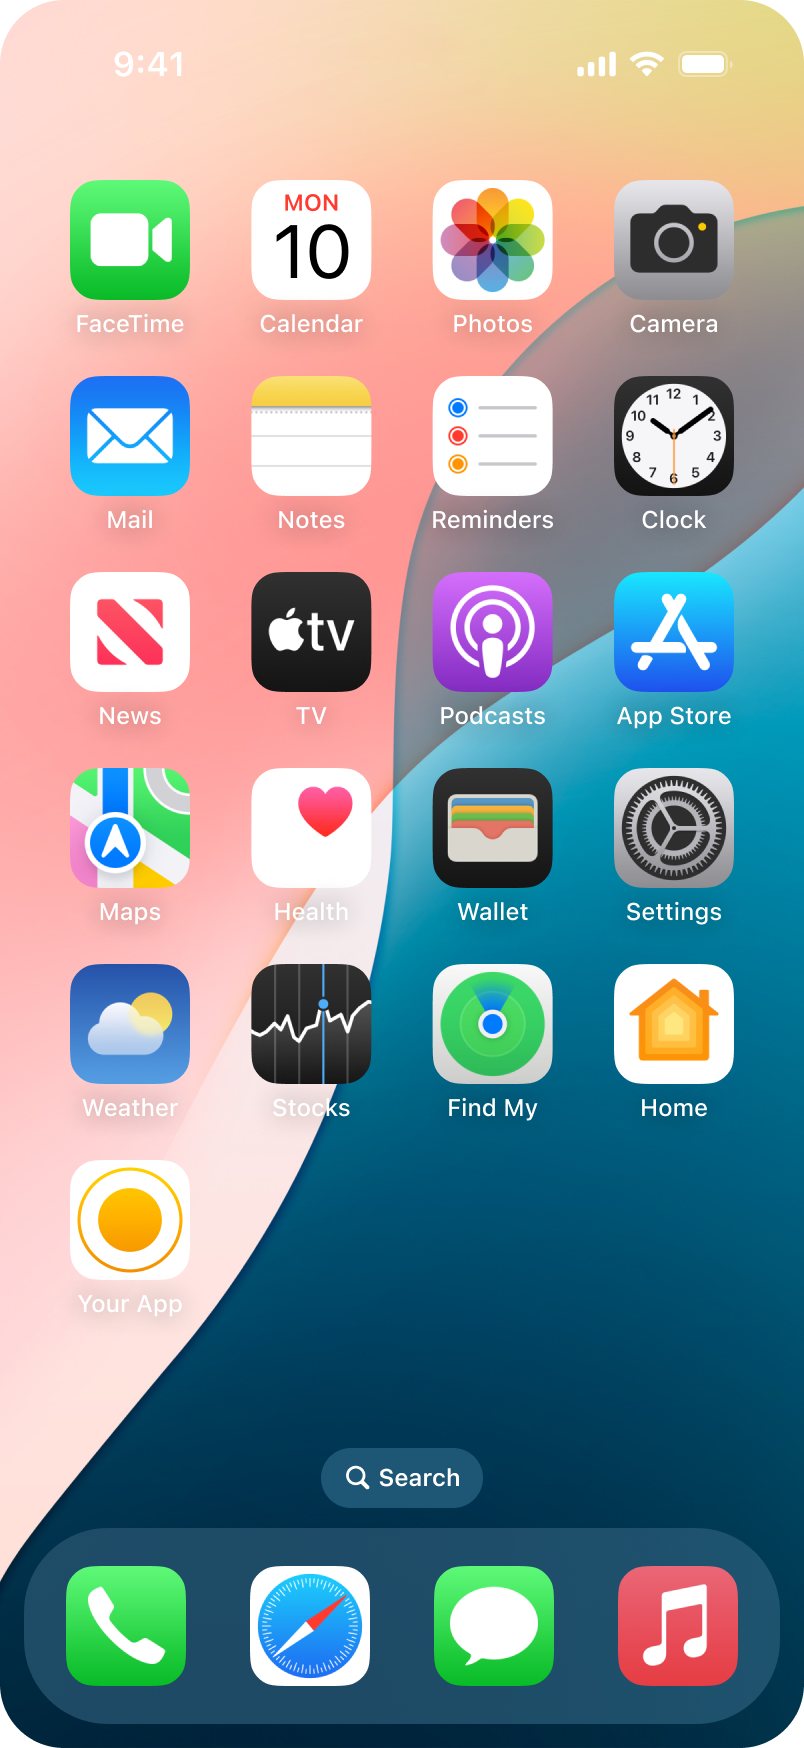 9:41
MON
10
FaceTime
Calendar
Photos
Camera
12
11
1
10
2
9
3
8
4
7
5
6
Mail
Notes
Reminders
Clock
tv
News
TV
Podcasts
App Store
Maps
Health
Wallet
Settings
Weather
Stocks
Find My
Home
Your App
Search